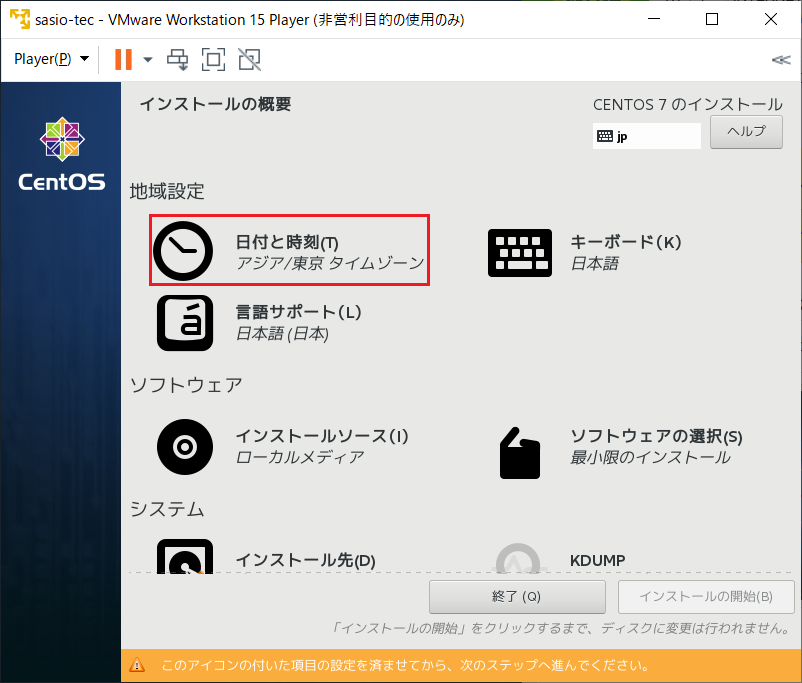 sasio-tec - VMware Workstation 15 Player (非営利目的の使用のみ)
Player(P)
インストールの概要
CENTOS 7 のインストール
jp
ヘルプ
CentOS
地域設定
日付と時刻(T)
アジア/東京 タイムゾーン
キーボード(K)
日本語
言語サポート(L)
日本語 (日本)
ソフトウェア
インストールソース(I)
ローカルメディア
ソフトウェアの選択(S)
最小限のインストール
システム
インストール先(D)
KDUMP
終了 (Q)
インストールの開始(B)
「インストールの開始」をクリックするまで、ディスクに変更は行われません。
このアイコンの付いた項目の設定を済ませてから、次のステップへ進んでください。